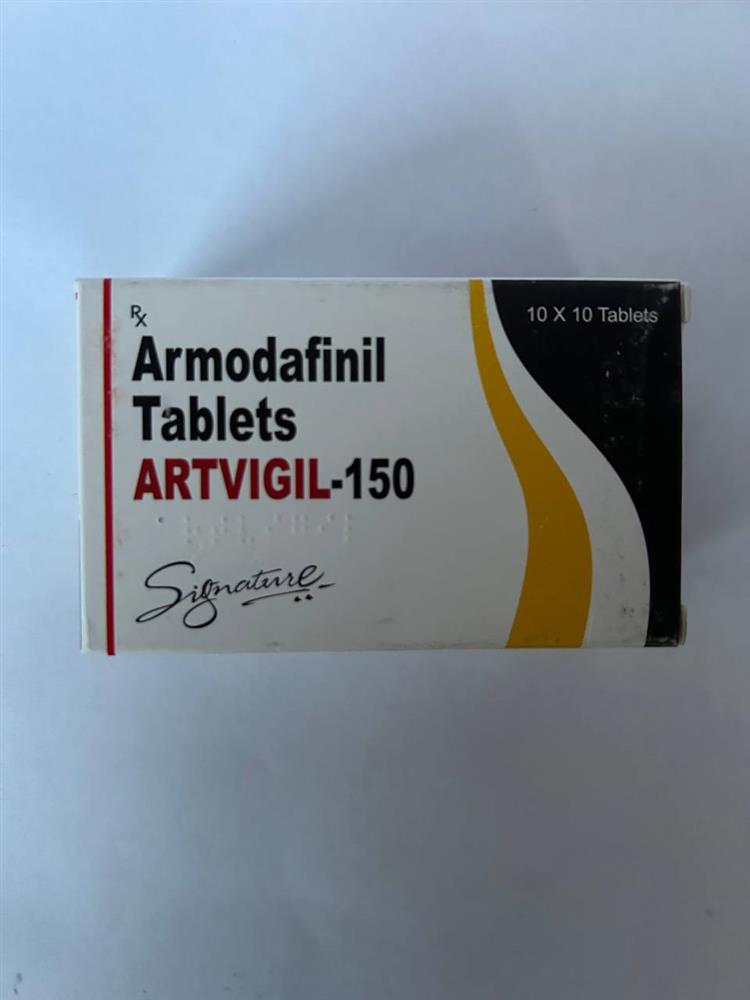 Rx
Armodafinil
Tablets
ARTVIGIL-150
Signature
10 X 10 Tablets